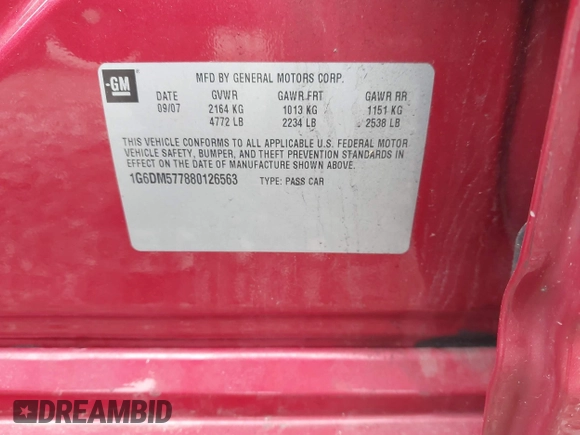 GM
MFD BY GENERAL MOTORS CORP.
DATE GVWR GAWR FRT GAWR RR
09/07 2164 KG 1013 KG 1151 KG
4772 LB 2234 LB 2538 LB
THIS VEHICLE CONFORMS TO ALL APPLICABLE U.S. FEDERAL MOTOR
VEHICLE SAFETY, BUMPER, AND THEFT PREVENTION STANDARDS IN
EFFECT ON THE DATE OF MANUFACTURE SHOWN ABOVE.
1G6DM577880126563 TYPE: PASS CAR
DREAMBID